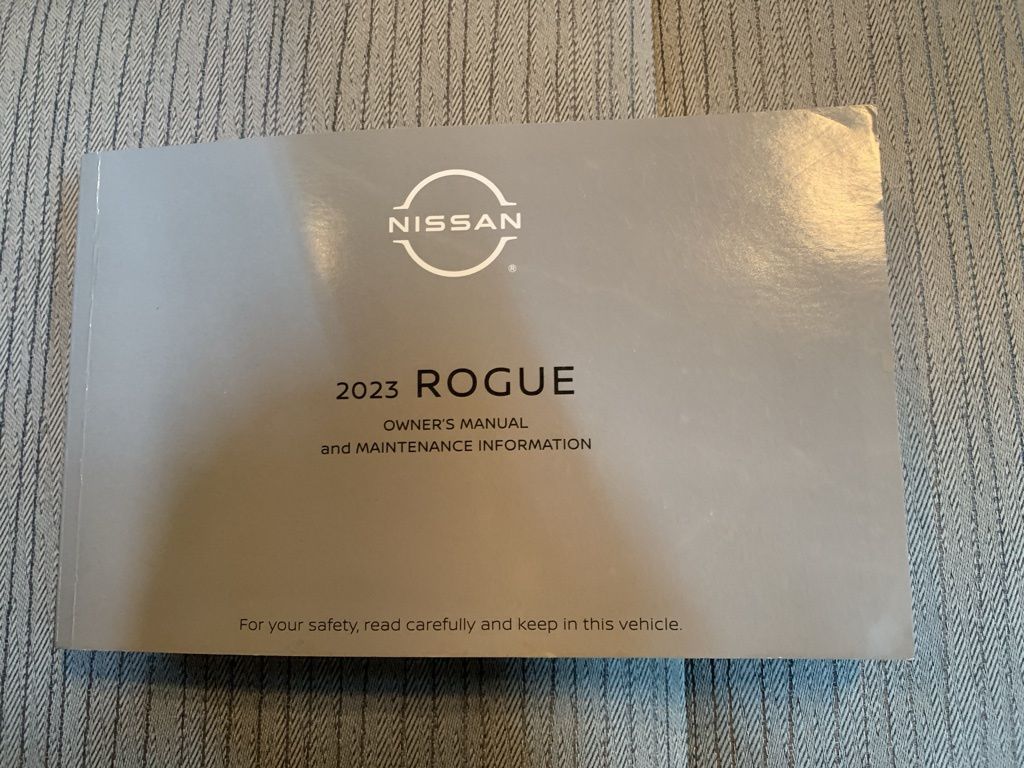 NISSAN
®
2023 ROGUE
OWNER'S MANUAL
and MAINTENANCE INFORMATION
For your safety, read carefully and keep in this vehicle.